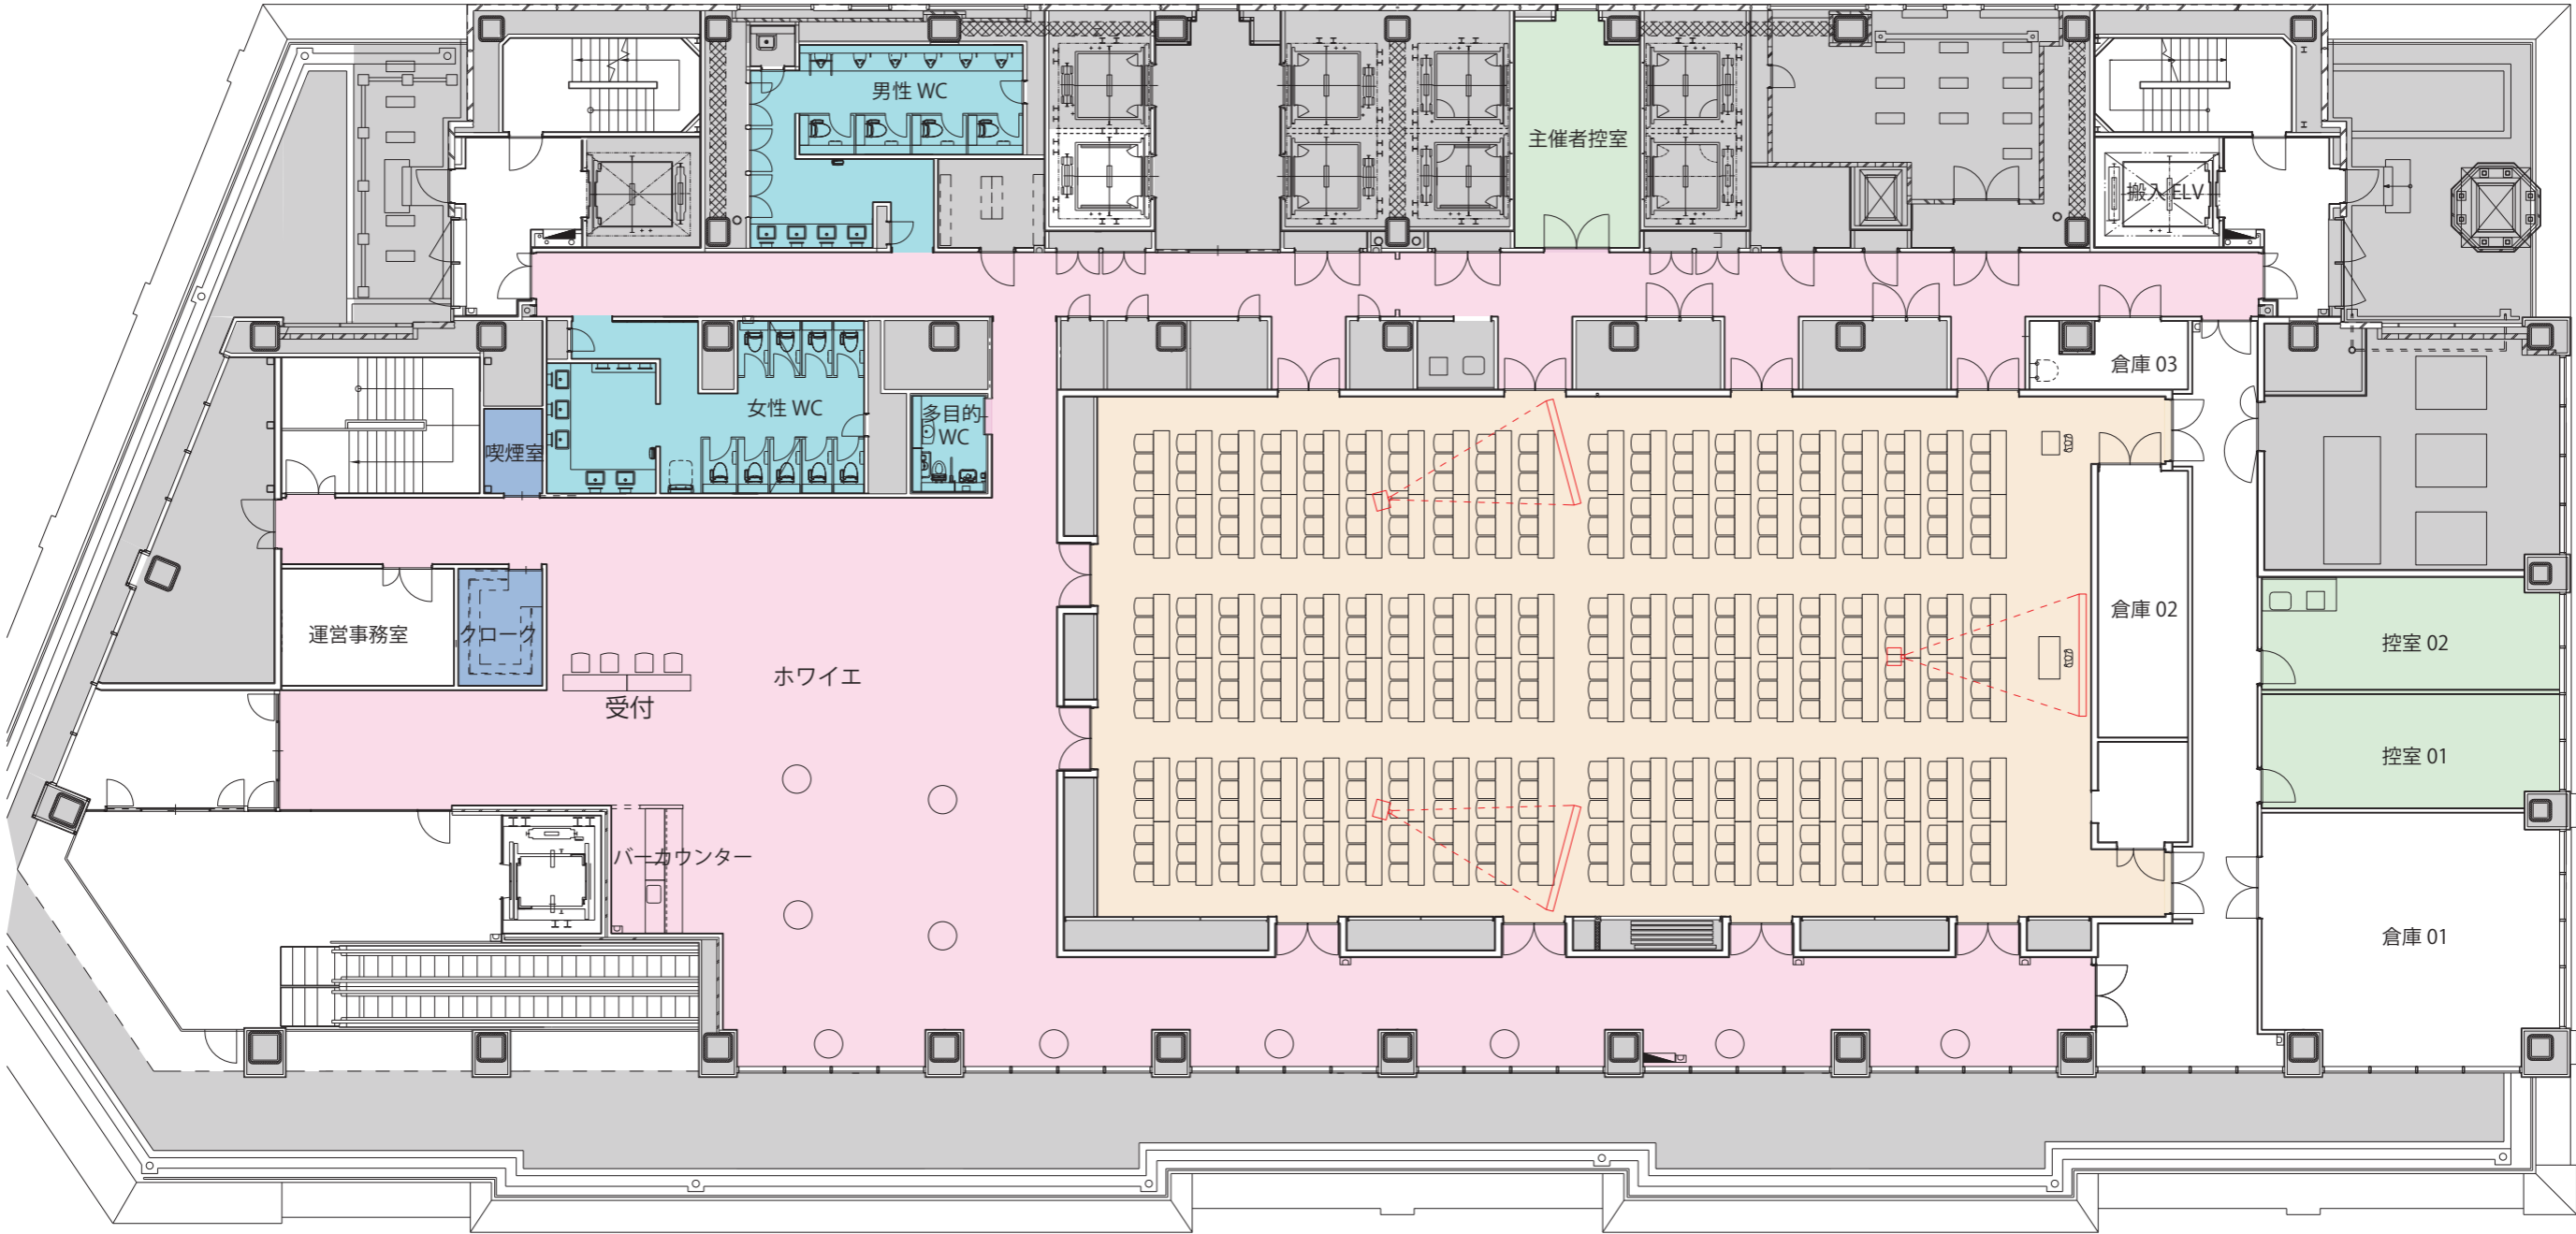 男性 WC
主催者控室
搬入 ELV
倉庫 03
女性 WC
多目的
WC
喫煙室
運営事務室
クローク
受付
ホワイエ
倉庫 02
控室 02
控室 01
バーカウンター
倉庫 01